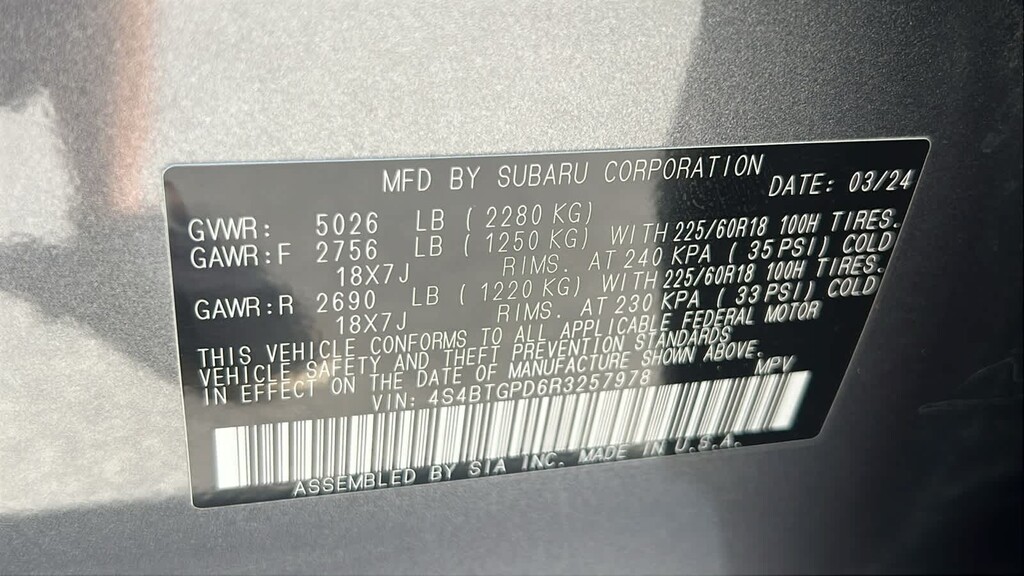 MFD BY SUBARU CORPORATION DATE: 03/24
GVWR: 5026 LB ( 2280 KG)
GAWR:F 2756 LB ( 1250 KG) WITH 225/60R18 100H TIRES.
18X7J RIMS. AT 240 KPA ( 35 PSI) COLD
GAWR:R 2690 LB ( 1220 KG) WITH 225/60R18 100H TIRES.
18X7J RIMS. AT 230 KPA ( 33 PSI) COLD
THIS VEHICLE CONFORMS TO ALL APPLICABLE FEDERAL MOTOR
VEHICLE SAFETY AND THEFT PREVENTION STANDARDS
IN EFFECT ON THE DATE OF MANUFACTURE SHOWN ABOVE.
VIN: 4S4BTGPD6R3257978 MPV
ASSEMBLED BY SIA INC. MADE IN U.S.A.